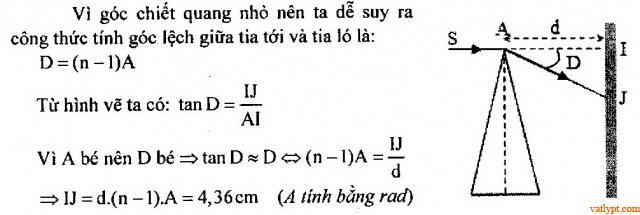 Vì góc chiết quang nhỏ nên ta dễ suy ra
công thức tính góc lệch giữa tia tới và tia ló là:
D = (n − 1)A
Từ hình vẽ ta có: tan D = IJ/AI
Vì A bé nên D bé ⇒ tan D ≈ D ⇔ (n − 1)A = IJ/d
⇒ IJ = d.(n − 1).A = 4,36cm (A tính bằng rad)
A
d
S
I
D
J
vatlypt.com